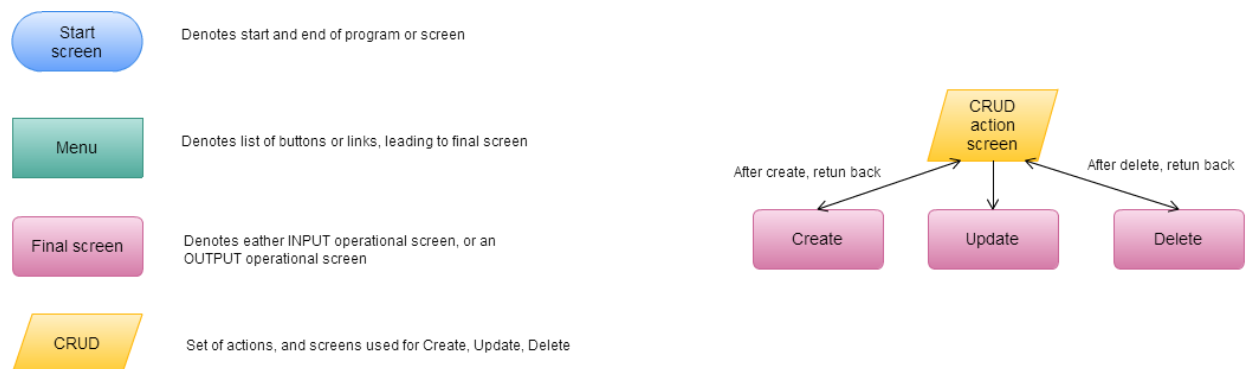 Start
screen
Denotes start and end of program or screen
Menu
Denotes list of buttons or links, leading to final screen
Final screen
Denotes eather INPUT operational screen, or an
OUTPUT operational screen
CRUD
Set of actions, and screens used for Create, Update, Delete
CRUD
action
screen
After create, retun back
After delete, retun back
Create
Update
Delete